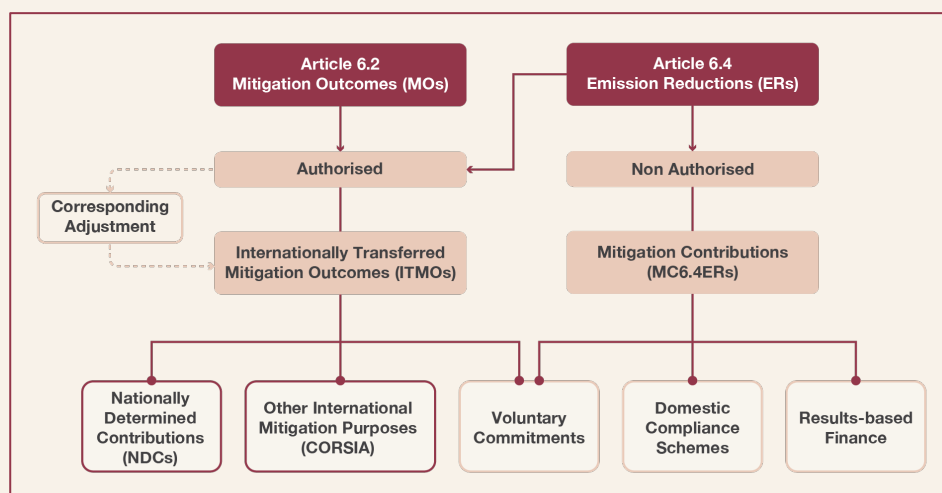 Article 6.2
Mitigation Outcomes (MOs)
Article 6.4
Emission Reductions (ERs)
Authorised
Non Authorised
Corresponding
Adjustment
Internationally Transferred
Mitigation Outcomes (ITMOs)
Mitigation Contributions
(MC6.4ERs)
Nationally
Determined
Contributions
(NDCs)
Other International
Mitigation Purposes
(CORSIA)
Voluntary
Commitments
Domestic
Compliance
Schemes
Results-based
Finance